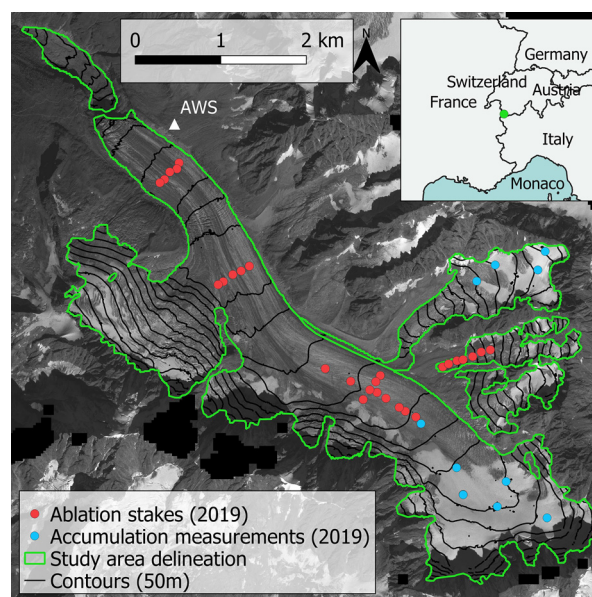 0 1 2 km
AWS
Germany
Switzerland
Austria
France
Italy
Monaco
Ablation stakes (2019)
Accumulation measurements (2019)
Study area delineation
Contours (50m)